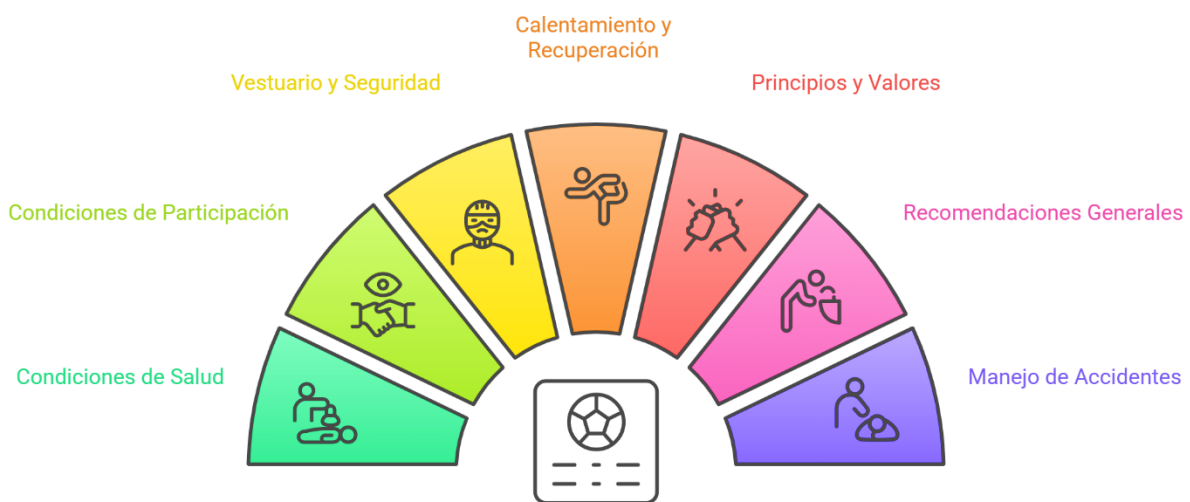 Calentamiento y
Recuperación
Vestuario y Seguridad
Principios y Valores
Condiciones de Participación
Recomendaciones Generales
Condiciones de Salud
Manejo de Accidentes